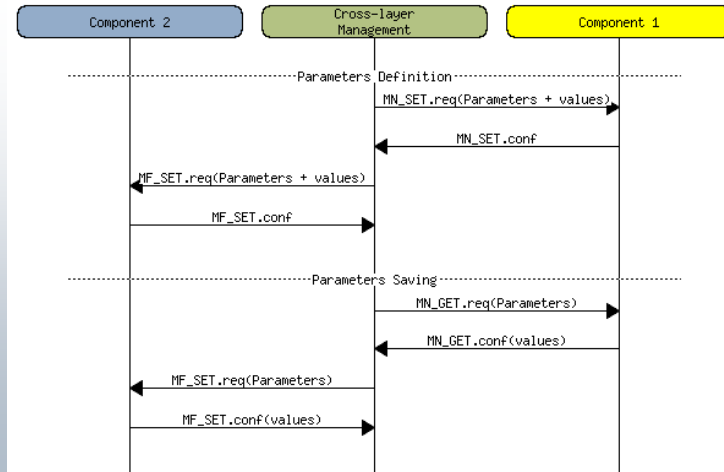 Component 2
Cross-layer
Management
Component 1
Parameters Definition
MN_SET.req(Parameters + values)
MN_SET.conf
MF_SET.req(Parameters + values)
MF_SET.conf
Parameters Saving
MN_GET.req(Parameters)
MN_GET.conf(values)
MF_SET.req(Parameters)
MF_SET.conf(values)